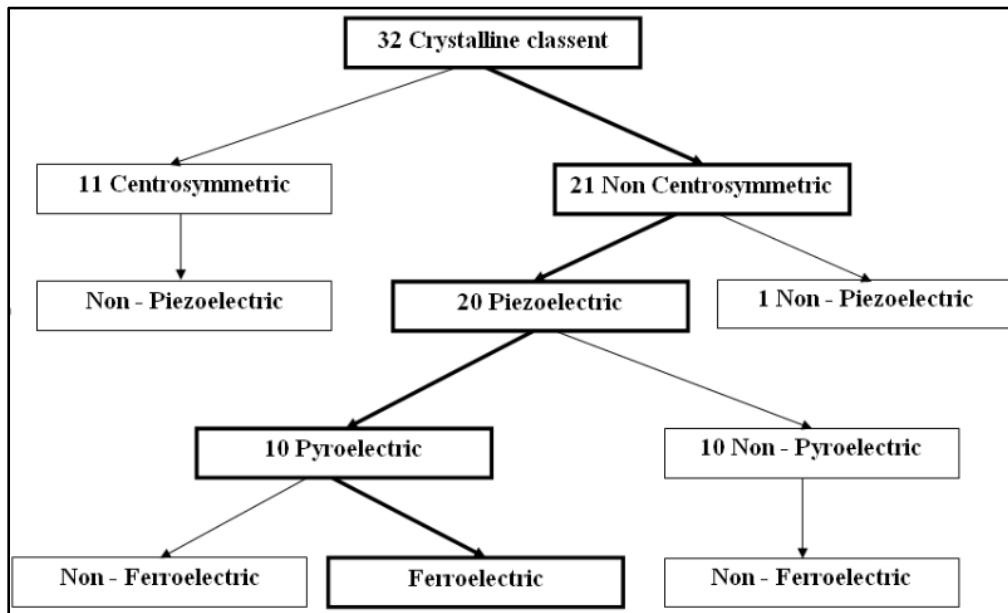 32 Crystalline classent
11 Centrosymmetric
21 Non Centrosymmetric
Non - Piezoelectric
20 Piezoelectric
1 Non - Piezoelectric
10 Pyroelectric
10 Non - Pyroelectric
Non - Ferroelectric
Ferroelectric
Non - Ferroelectric